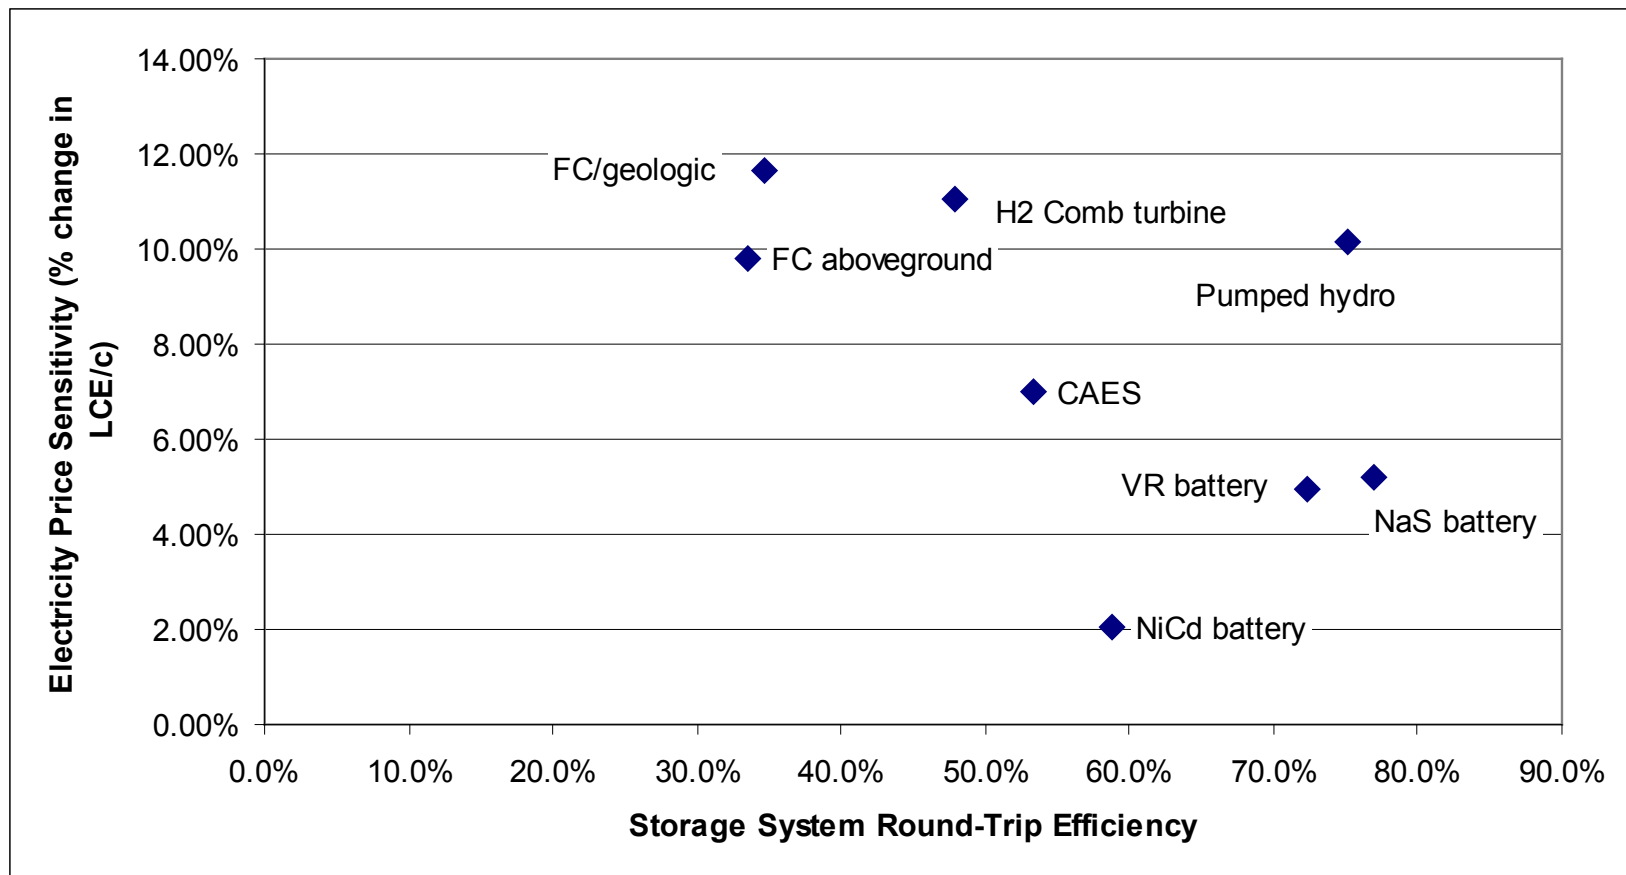 14.00%
12.00%
10.00%
8.00%
6.00%
4.00%
2.00%
0.00%
Electricity Price Sensitivity (% change in
LCE/c)
FC/geologic
H2 Comb turbine
FC aboveground
Pumped hydro
CAES
VR battery
NaS battery
NiCd battery
0.0% 10.0% 20.0% 30.0% 40.0% 50.0% 60.0% 70.0% 80.0% 90.0%
Storage System Round-Trip Efficiency